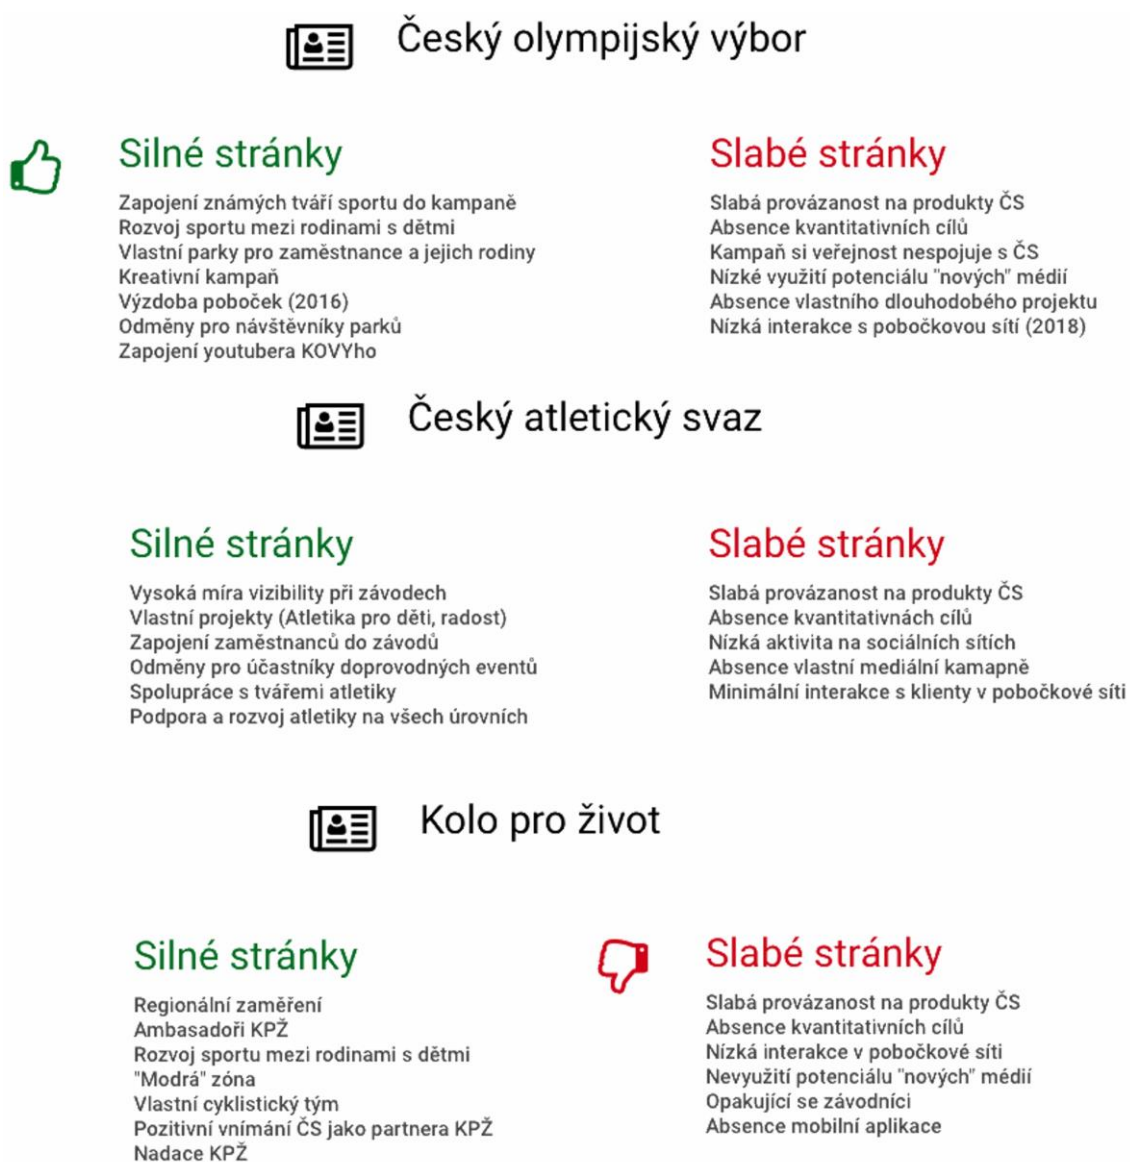 Český olympijský výbor
Silné stránky
Zapojení známých tváří sportu do kampaně
Rozvoj sportu mezi rodinami s dětmi
Vlastní parky pro zaměstnance a jejich rodiny
Kreativní kampaň
Výzdoba poboček (2016)
Odměny pro návštěvníky parků
Zapojení youtubera KOVYho
Slabé stránky
Slabá provázanost na produkty ČS
Absence kvantitativních cílů
Kampaň si veřejnost nespojuje s ČS
Nízké využití potenciálu "nových" médií
Absence vlastního dlouhodobého projektu
Nízká interakce s pobočkovou sítí (2018)
Český atletický svaz
Silné stránky
Vysoká míra vizibility při závodech
Vlastní projekty (Atletika pro děti, radost)
Zapojení zaměstnanců do závodů
Odměny pro účastníky doprovodných eventů
Spolupráce s tvářemi atletiky
Podpora a rozvoj atletiky na všech úrovních
Slabé stránky
Slabá provázanost na produkty ČS
Absence kvantitativnách cílů
Nízká aktivita na sociálních sítích
Absence vlastní mediální kamapně
Minimální interakce s klienty v pobočkové síti
Kolo pro život
Silné stránky
Regionální zaměření
Ambasadoři KPŽ
Rozvoj sportu mezi rodinami s dětmi
"Modrá" zóna
Vlastní cyklistický tým
Pozitivní vnímání ČS jako partnera KPŽ
Nadace KPŽ
Slabé stránky
Slabá provázanost na produkty ČS
Absence kvantitativních cílů
Nízká interakce v pobočkové síti
Nevyužití potenciálu "nových" médií
Opakující se závodníci
Absence mobilní aplikace